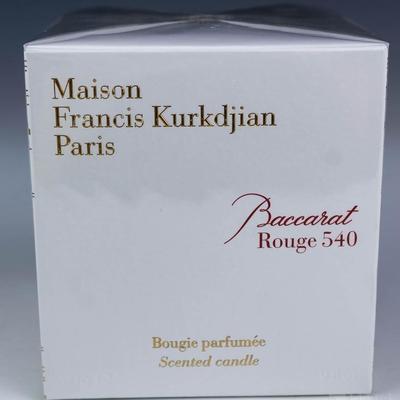 Maison
Francis Kurkdjian
Paris
Baccarat
Rouge 540
Bougie parfumée
Scented candle